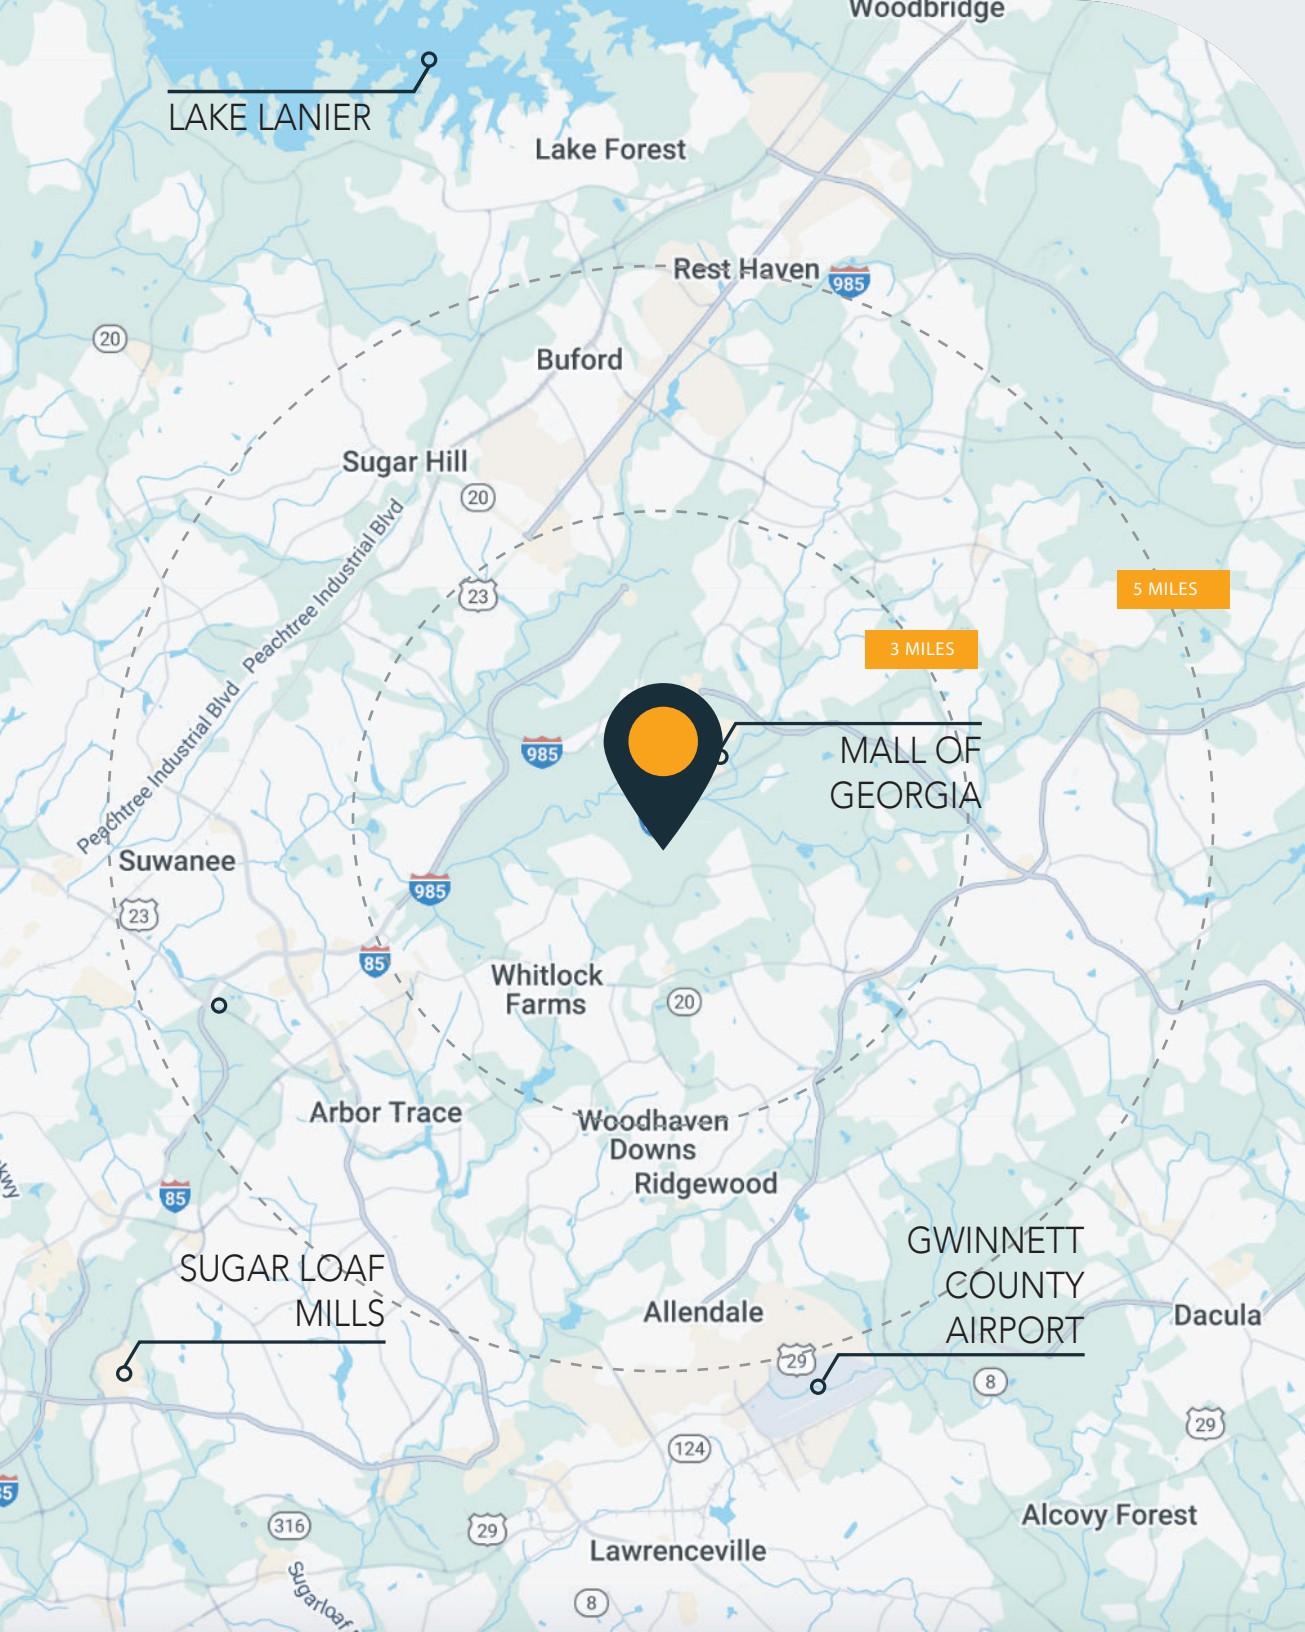 Woodbridge
LAKE LANIER
Lake Forest
Rest Haven
985
20
Buford
Sugar Hill
20
Peachtree Industrial Blvd
23
5 MILES
3 MILES
Peachtree Industrial Blvd
985
MALL OF
GEORGIA
Suwanee
985
23
85
Whitlock
Farms
20
Arbor Trace
Woodhaven
Downs
Ridgewood
85
GWINNETT
COUNTY
AIRPORT
SUGAR LOAF
MILLS
Allendale
Dacula
29
8
29
124
316
29
Alcovy Forest
Lawrenceville
Sugarloaf
8